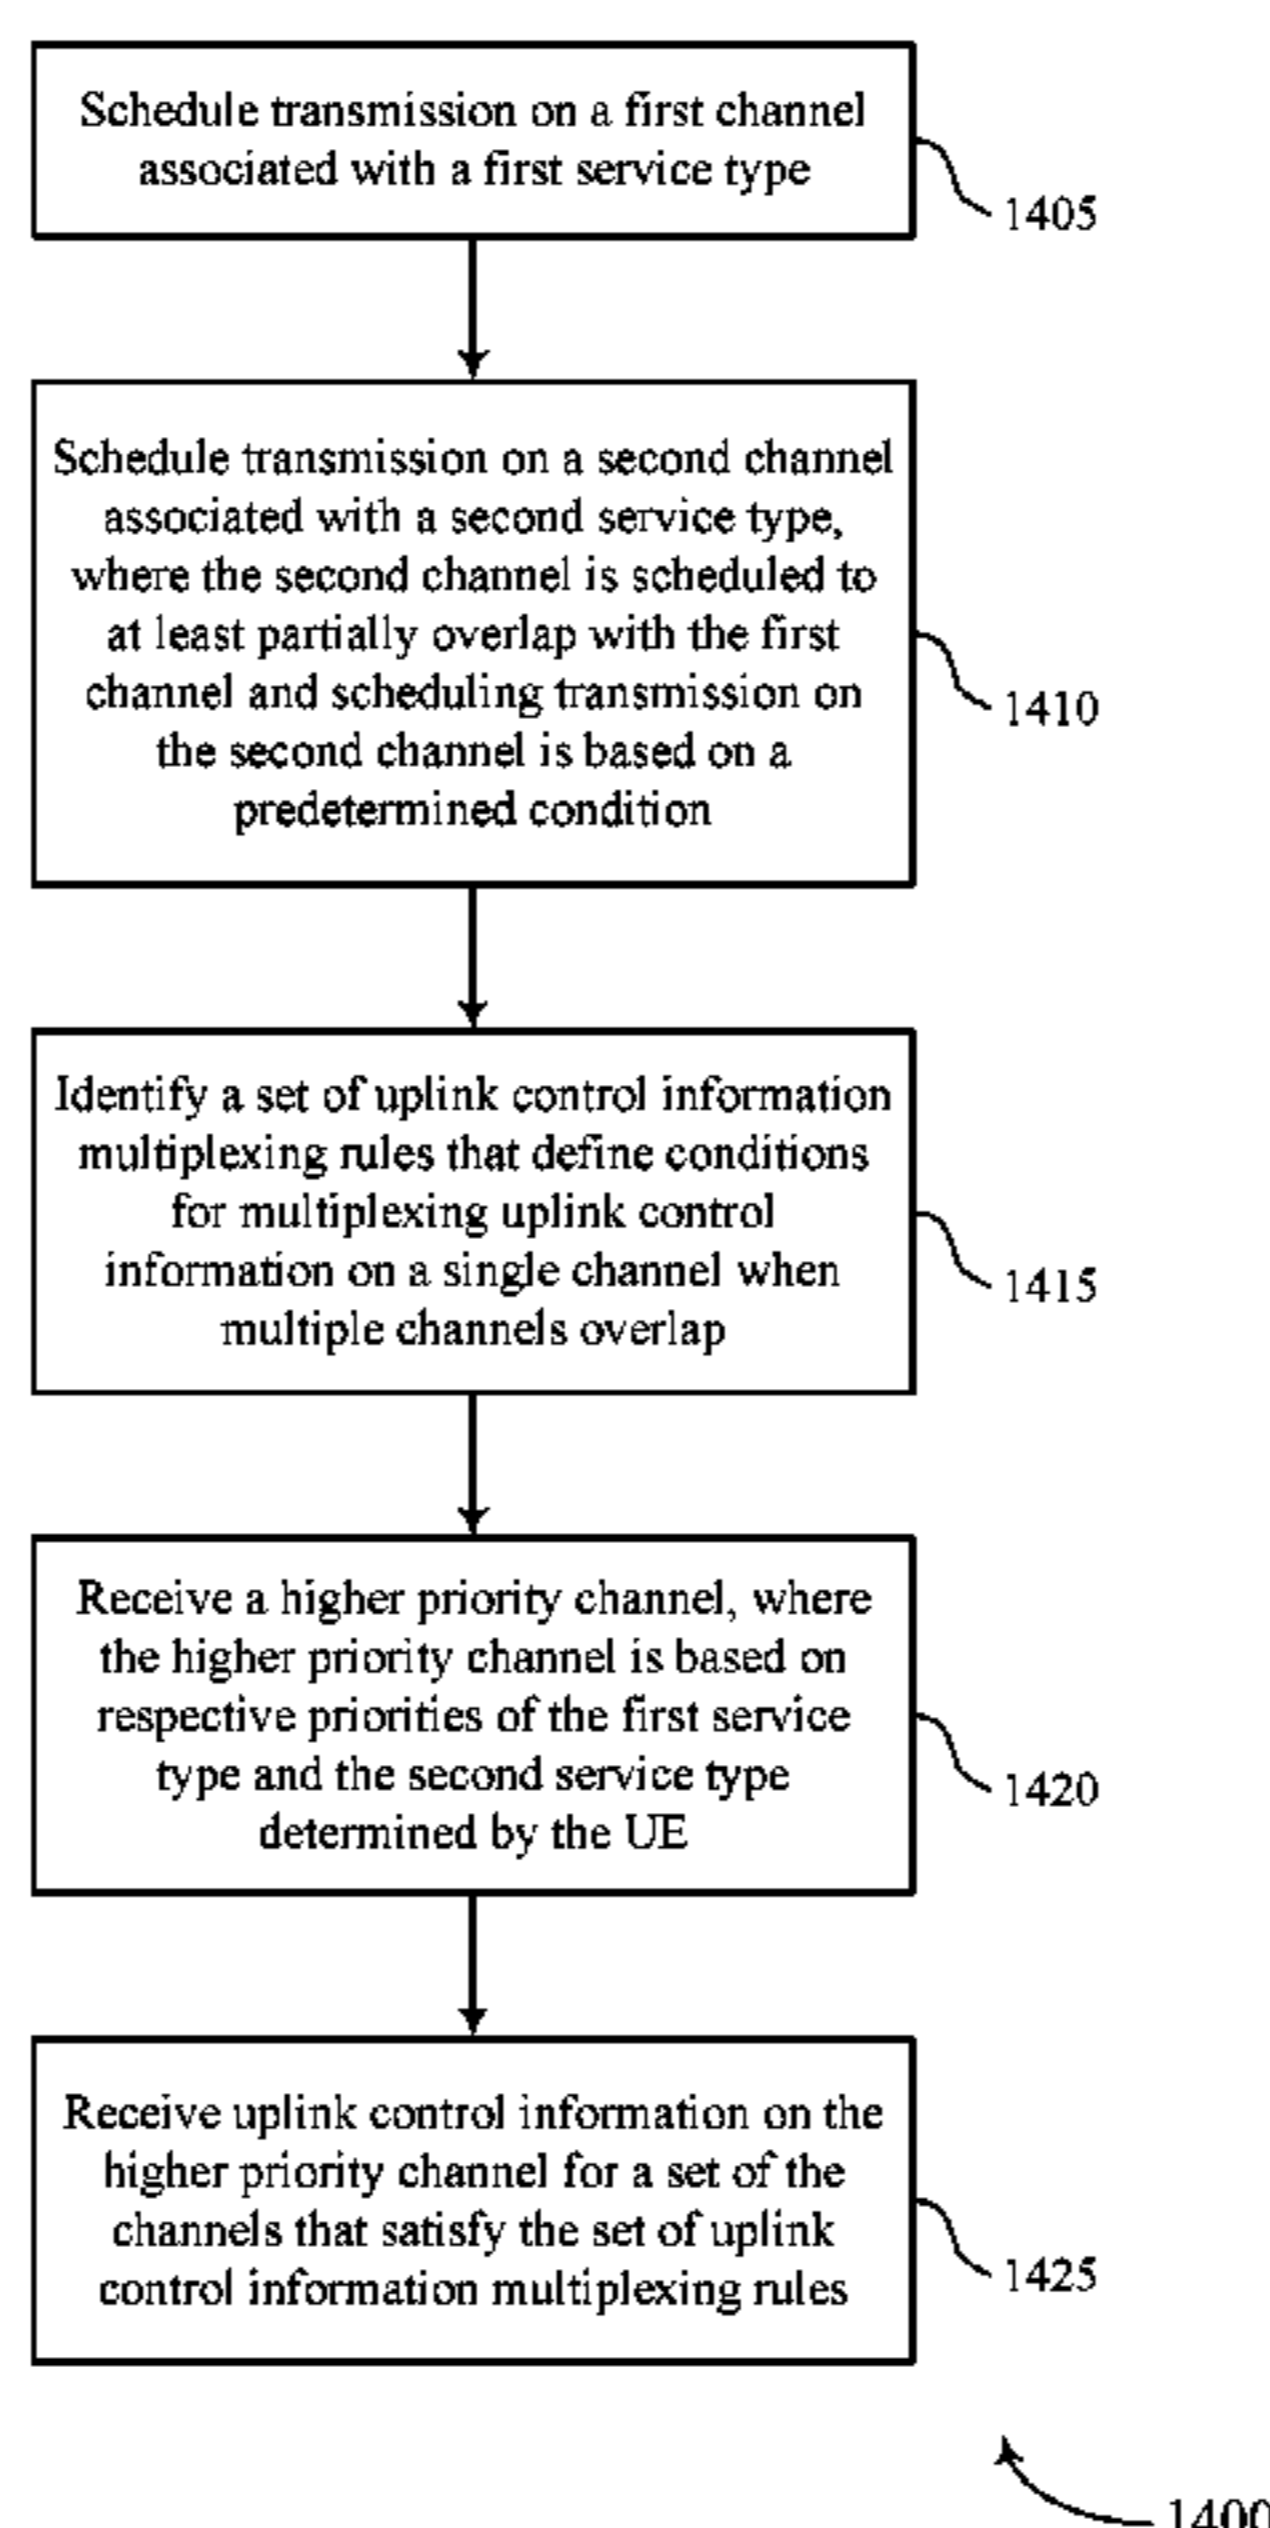 Schedule transmission on a first channel
associated with a first service type
1405
Schedule transmission on a second channel
associated with a second service type,
where the second channel is scheduled to
at least partially overlap with the first
channel and scheduling transmission on
the second channel is based on a
predetermined condition
1410
Identify a set of uplink control information
multiplexing rules that define conditions
for multiplexing uplink control
information on a single channel when
multiple channels overlap
1415
Receive a higher priority channel, where
the higher priority channel is based on
respective priorities of the first service
type and the second service type
determined by the UE
1420
Receive uplink control information on the
higher priority channel for a set of the
channels that satisfy the set of uplink
control information multiplexing rules
1425
1400